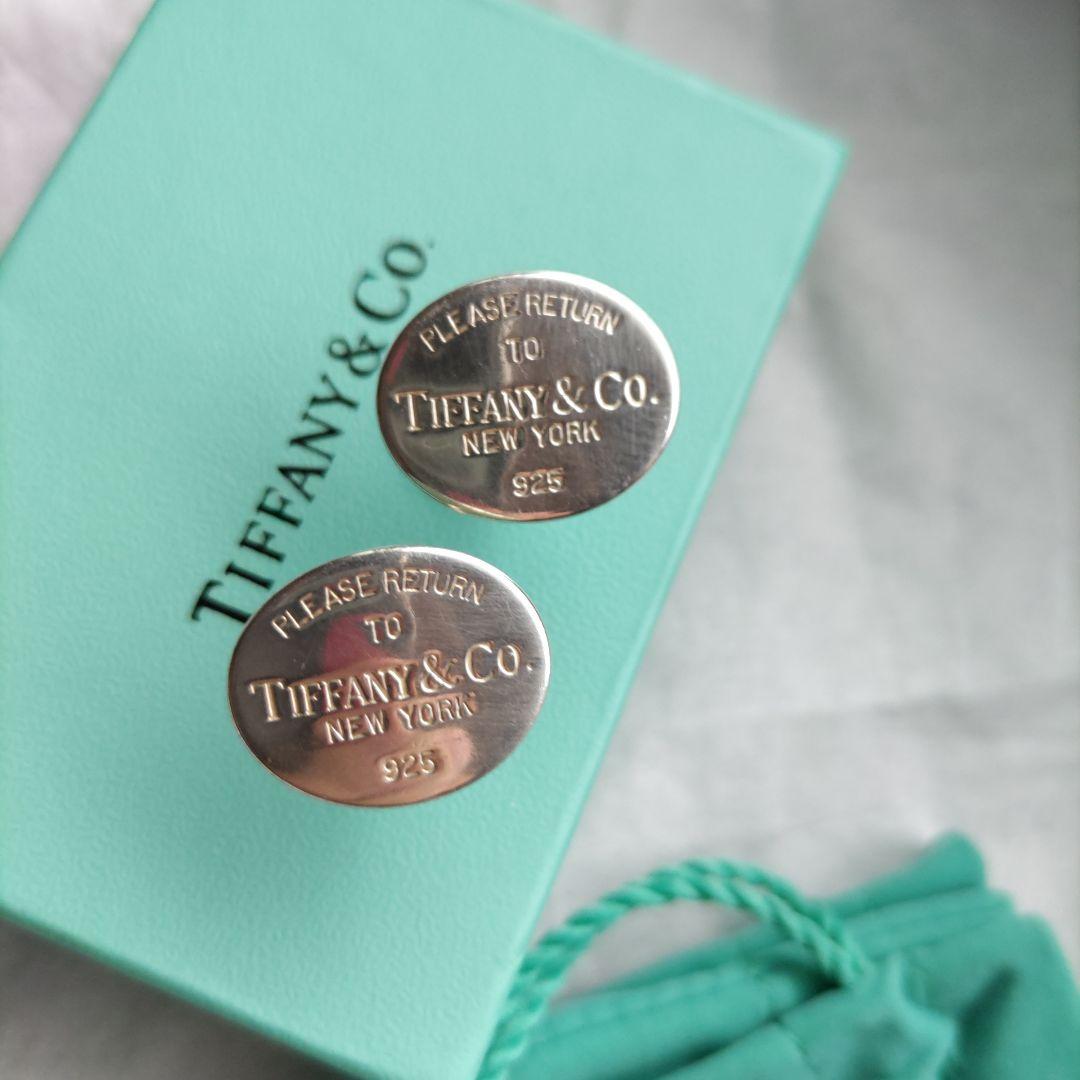 TIFFANY & CO.
PLEASE RETURN
TO
TIFFANY & CO.
NEW YORK
925
PLEASE RETURN
TO
TIFFANY & CO.
NEW YORK
925